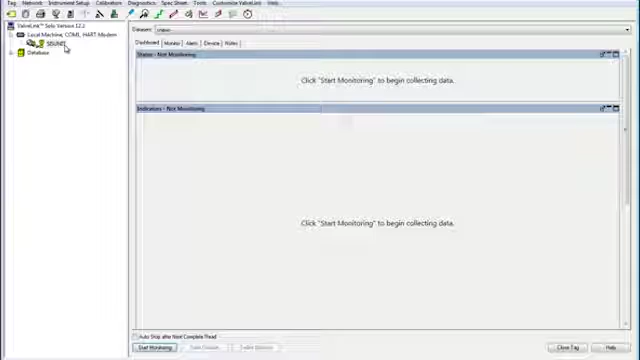 Tag Network Instrument Setup Calibrators Diagnostics Spec Sheet Tools Customize ValveLink Help
ValveLink™ Solo Version 12.2
Local Machine, COM1, HART Modem
Database
Dataset:
Dashboard Monitor Alert Device Notes
Status - Not Monitoring
Click "Start Monitoring" to begin collecting data.
Indicators - Not Monitoring
Click "Start Monitoring" to begin collecting data.
Auto Stop after Next Complete Read
Start Monitoring
Close Tag Help